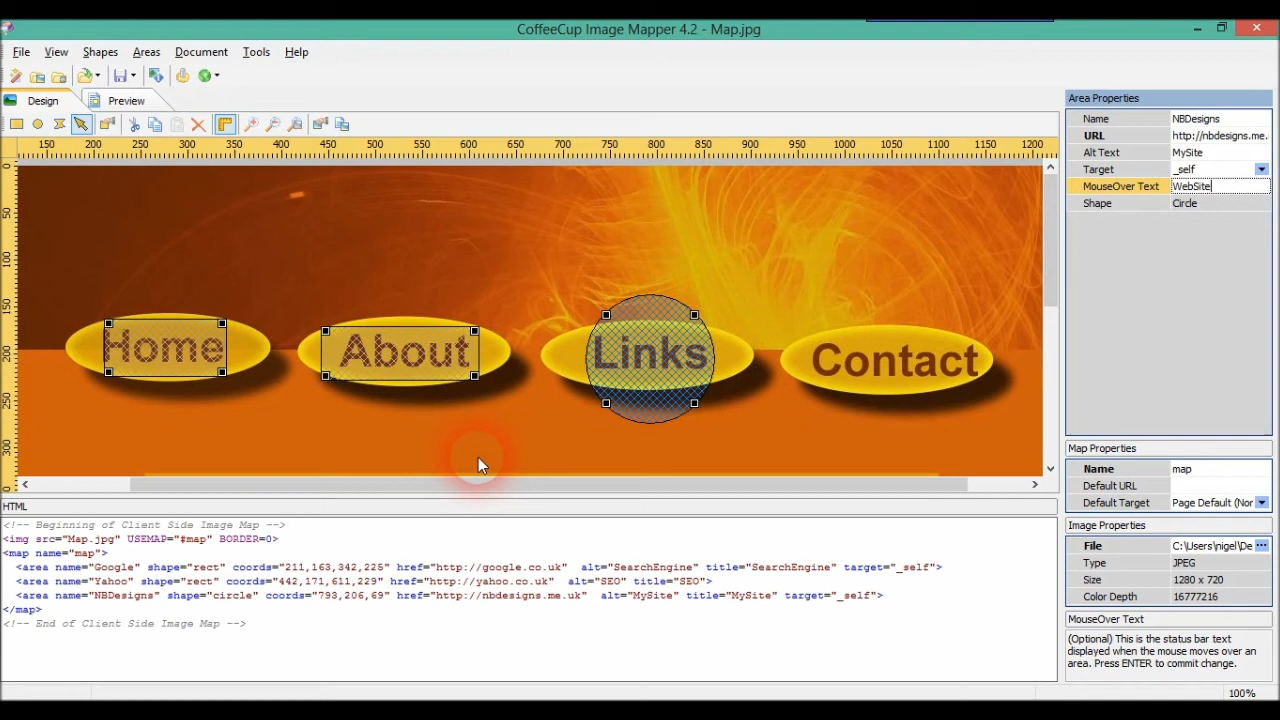 CoffeeCup Image Mapper 4.2 - Map.jpg
File View Shapes Areas Document Tools Help
Design Preview
150 200 250 300 350 400 450 500 550 600 650 700 750 800 850 900 950 1000 1050 1100 1150 1200
0
50
100
150
200
250
300
0
Home About Links Contact
Area Properties
Name NBDesigns
URL http://nbdesigns.me.
Alt Text MySite
Target _self
MouseOver Text WebSite
Shape Circle
Map Properties
Name map
Default URL
Default Target Page Default (Nor
Image Properties
File C:\Users\nigel\De
Type JPEG
Size 1280 x 720
Color Depth 16777216
MouseOver Text
(Optional) This is the status bar text
displayed when the mouse moves over an
area. Press ENTER to commit change.
HTML
<!-- Beginning of Client Side Image Map -->
<img src="Map.jpg" USEMAP="#map" BORDER=0>
<map name="map">
<area name="Google" shape="rect" coords="211,163,342,225" href="http://google.co.uk" alt="SearchEngine" title="SearchEngine" target="_self">
<area name="Yahoo" shape="rect" coords="442,171,611,229" href="http://yahoo.co.uk" alt="SEO" title="SEO">
<area name="NBDesigns" shape="circle" coords="793,206,69" href="http://nbdesigns.me.uk" alt="MySite" title="MySite" target="_self">
</map>
<!-- End of Client Side Image Map -->
100%